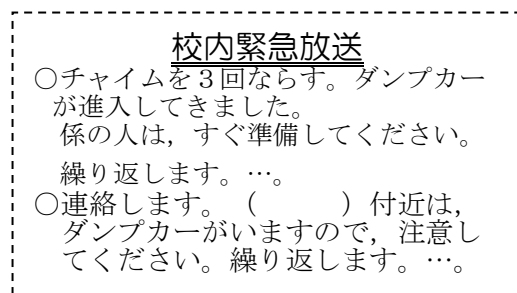 校内緊急放送
○チャイムを３回ならす。ダンプカー
が進入してきました。
係の人は，すぐ準備してください。
繰り返します。…。
○連絡します。（　　　）付近は，
ダンプカーがいますので，注意し
てください。繰り返します。…。